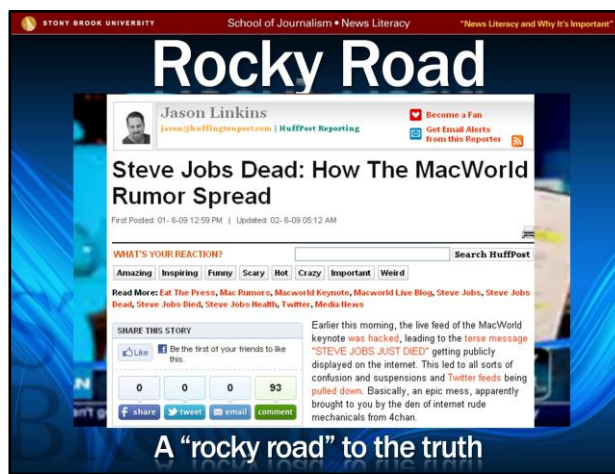 STONY BROOK UNIVERSITY
School of Journalism • News Literacy
"News Literacy and Why It's Important"
Rocky Road
Jason Linkins
jason@huffingtonpost.com | HuffPost Reporting
Become a Fan
Get Email Alerts
from this Reporter
Steve Jobs Dead: How The MacWorld
Rumor Spread
First Posted: 01- 6-09 12:59 PM | Updated: 02- 6-09 05:12 AM
WHAT'S YOUR REACTION?
Search HuffPost
Amazing Inspiring Funny Scary Hot Crazy Important Weird
Read More: Eat The Press, Mac Rumors, Macworld Keynote, Macworld Live Blog, Steve Jobs, Steve Jobs
Dead, Steve Jobs Died, Steve Jobs Health, Twitter, Media News
SHARE THIS STORY
Like
Be the first of your friends to like
this.
0 0 0 93
share tweet email comment
Earlier this morning, the live feed of the MacWorld
keynote was hacked, leading to the terse message
"STEVE JOBS JUST DIED" getting publicly
displayed on the internet. This led to all sorts of
confusion and suspensions and Twitter feeds being
pulled down. Basically, an epic mess, apparently
brought to you by the den of internet rude
mechanicals from 4chan.
A "rocky road" to the truth